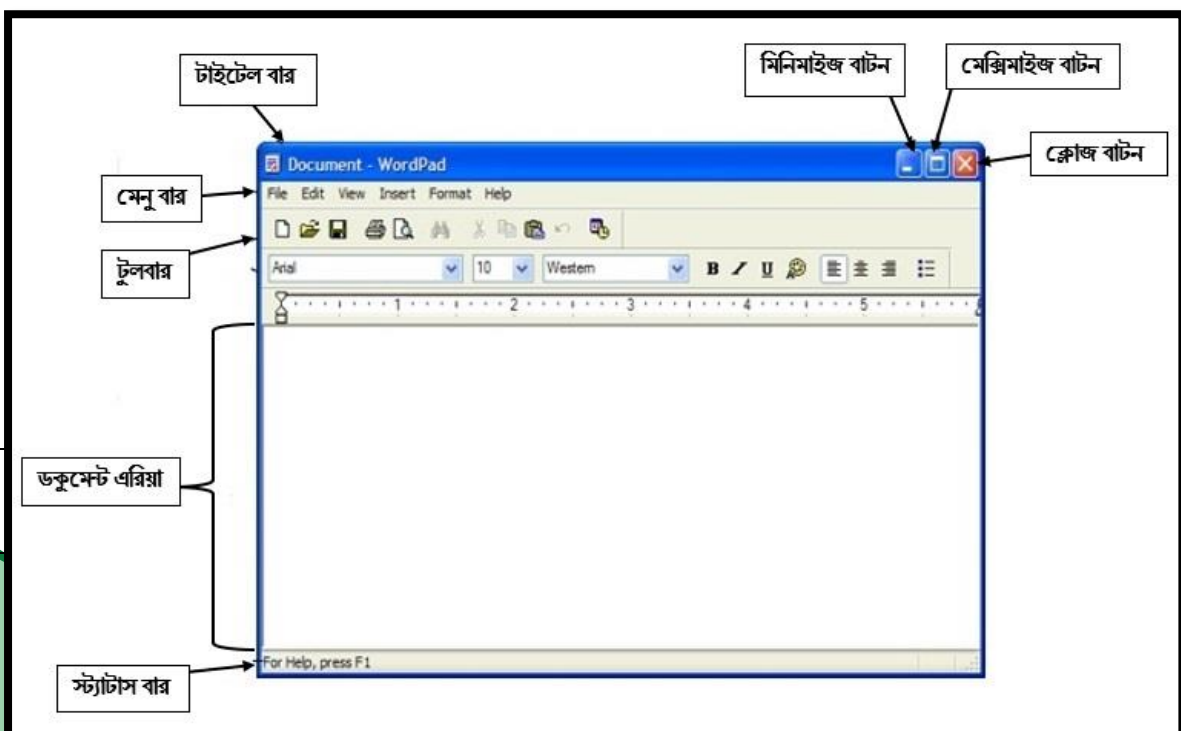 টাইটেল বার
মিনিমাইজ বাটন
মেক্সিমাইজ বাটন
ক্লোজ বাটন
Document - WordPad
মেনু বার
File Edit View Insert Format Help
টুলবার
Arial 10 Western B I U
1 2 3 4 5
ডকুমেন্ট এরিয়া
For Help, press F1
স্ট্যাটাস বার